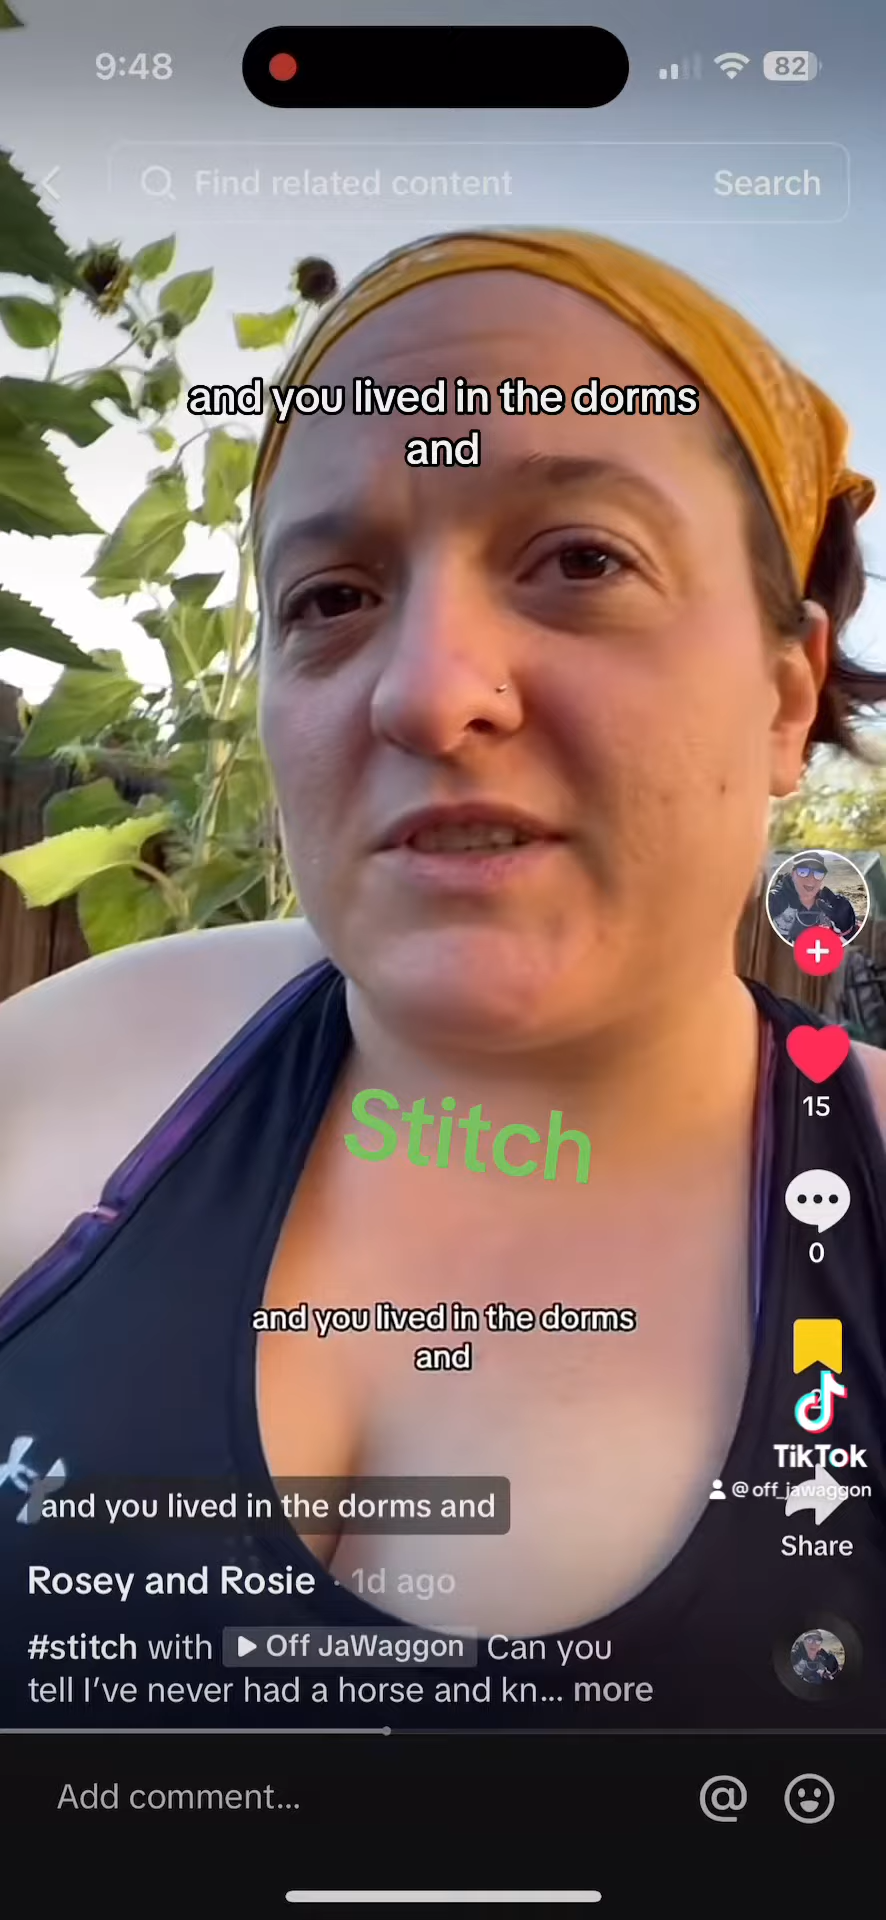 9:48
82
Find related content
Search
and you lived in the dorms
and
15
Stitch
0
and you lived in the dorms
and
TikTok
@off_jawaggon
and you lived in the dorms and
Share
Rosey and Rosie · 1d ago
#stitch with Off JaWaggon Can you
tell I've never had a horse and kn... more
Add comment...
@